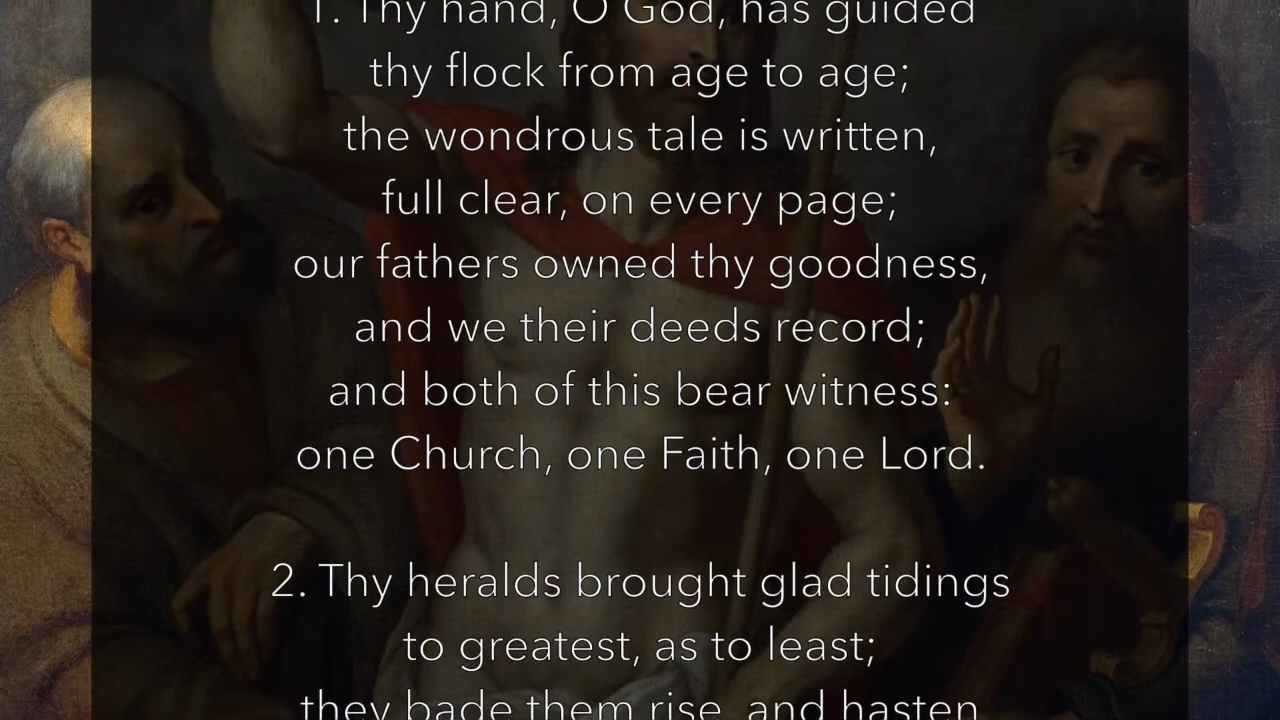 1. Thy hand, O God, has guided
thy flock from age to age;
the wondrous tale is written,
full clear, on every page;
our fathers owned thy goodness,
and we their deeds record;
and both of this bear witness:
one Church, one Faith, one Lord.
2. Thy heralds brought glad tidings
to greatest, as to least;
they bade them rise, and hasten